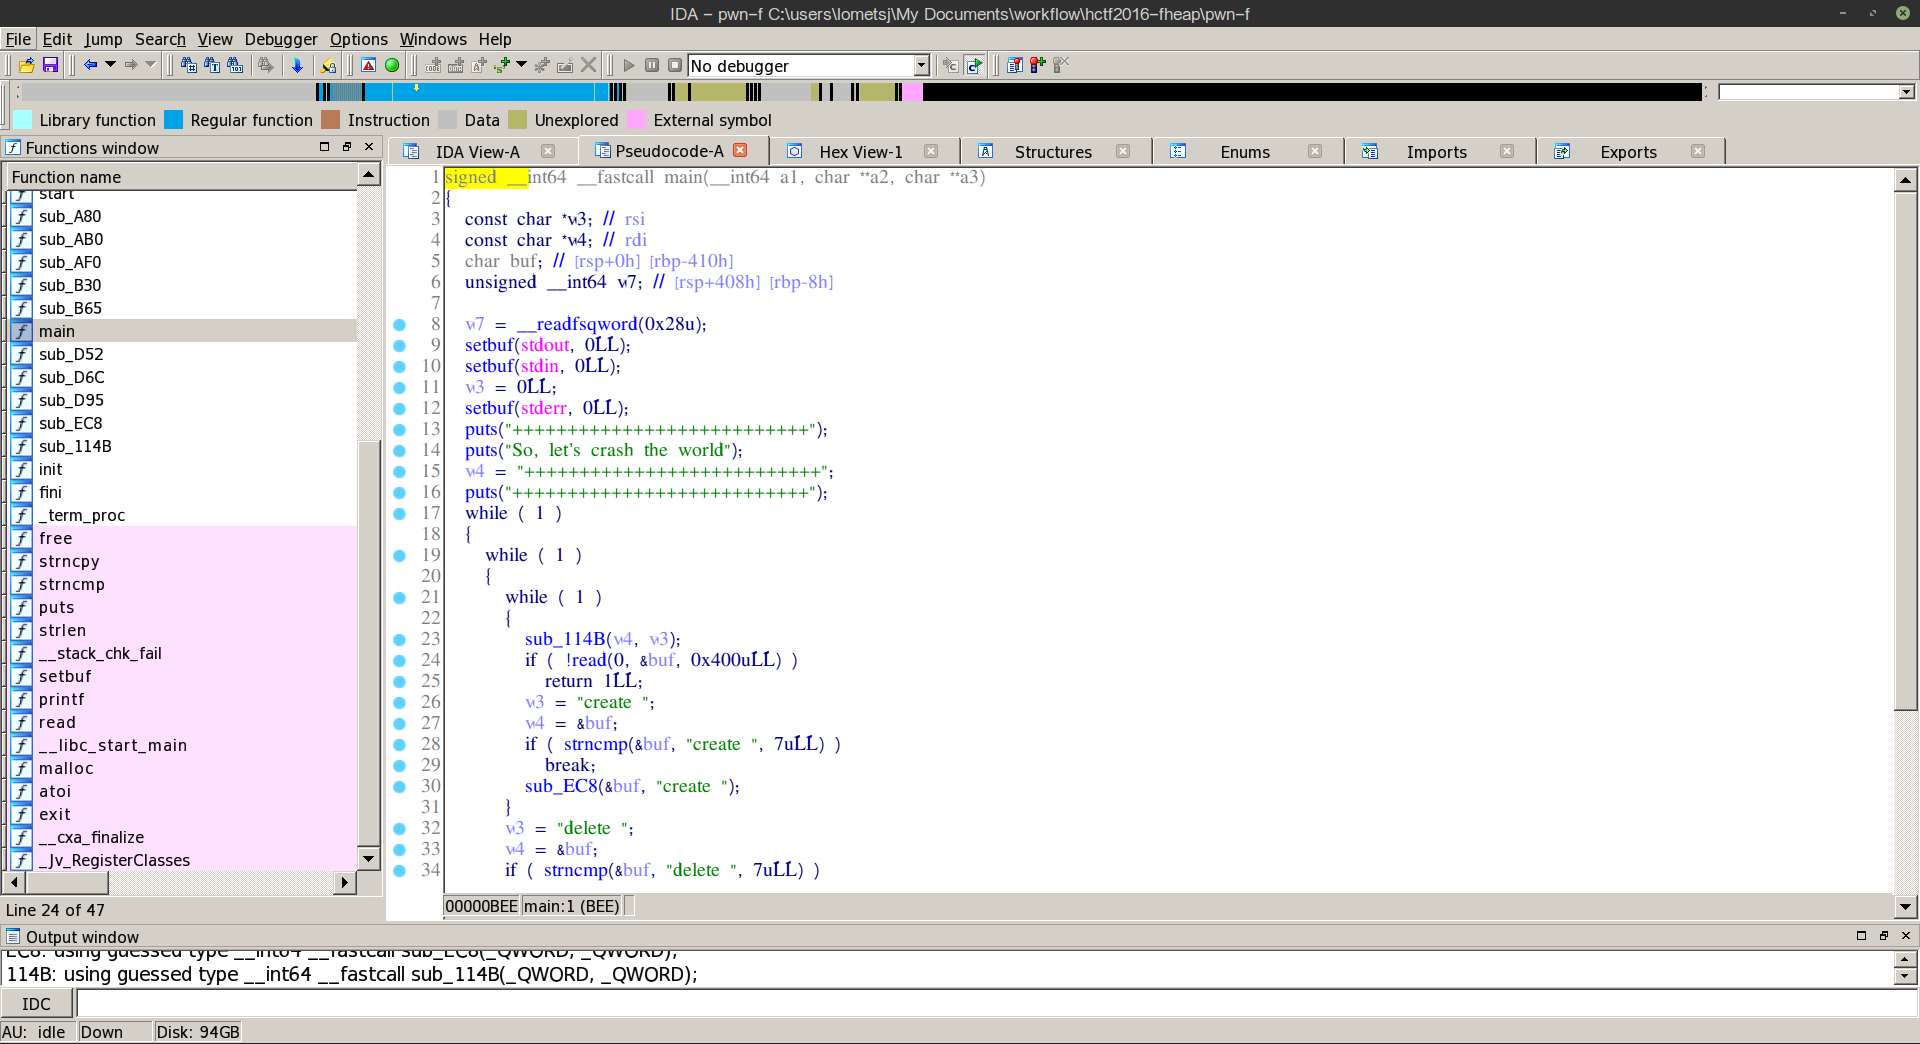 IDA - pwn-f C:\users\lometsj\My Documents\workflow\hctf2016-fheap\pwn-f
File Edit Jump Search View Debugger Options Windows Help
No debugger
Library function Regular function Instruction Data Unexplored External symbol
Functions window
Function name
start
sub_A80
sub_AB0
sub_AF0
sub_B30
sub_B65
main
sub_D52
sub_D6C
sub_D95
sub_EC8
sub_114B
init
fini
_term_proc
free
strncpy
strncmp
puts
strlen
__stack_chk_fail
setbuf
printf
read
__libc_start_main
malloc
atoi
exit
__cxa_finalize
_Jv_RegisterClasses
Line 24 of 47
IDA View-A Pseudocode-A Hex View-1 Structures Enums Imports Exports
1 signed __int64 __fastcall main(__int64 a1, char **a2, char **a3)
2 {
3 const char *v3; // rsi
4 const char *v4; // rdi
5 char buf; // [rsp+0h] [rbp-410h]
6 unsigned __int64 v7; // [rsp+408h] [rbp-8h]
7
8 v7 = __readfsqword(0x28u);
9 setbuf(stdout, 0LL);
10 setbuf(stdin, 0LL);
11 v3 = 0LL;
12 setbuf(stderr, 0LL);
13 puts("+++++++++++++++++++++++++++");
14 puts("So, let's crash the world");
15 v4 = "+++++++++++++++++++++++++++";
16 puts("+++++++++++++++++++++++++++");
17 while ( 1 )
18 {
19 while ( 1 )
20 {
21 while ( 1 )
22 {
23 sub_114B(v4, v3);
24 if ( !read(0, &buf, 0x400uLL) )
25 return 1LL;
26 v3 = "create ";
27 v4 = &buf;
28 if ( strncmp(&buf, "create ", 7uLL) )
29 break;
30 sub_EC8(&buf, "create ");
31 }
32 v3 = "delete ";
33 v4 = &buf;
34 if ( strncmp(&buf, "delete ", 7uLL) )
00000BEE main:1 (BEE)
Output window
EC8: using guessed type __int64 __fastcall sub_EC8(_QWORD, _QWORD);
114B: using guessed type __int64 __fastcall sub_114B(_QWORD, _QWORD);
IDC
AU: idle Down Disk: 94GB